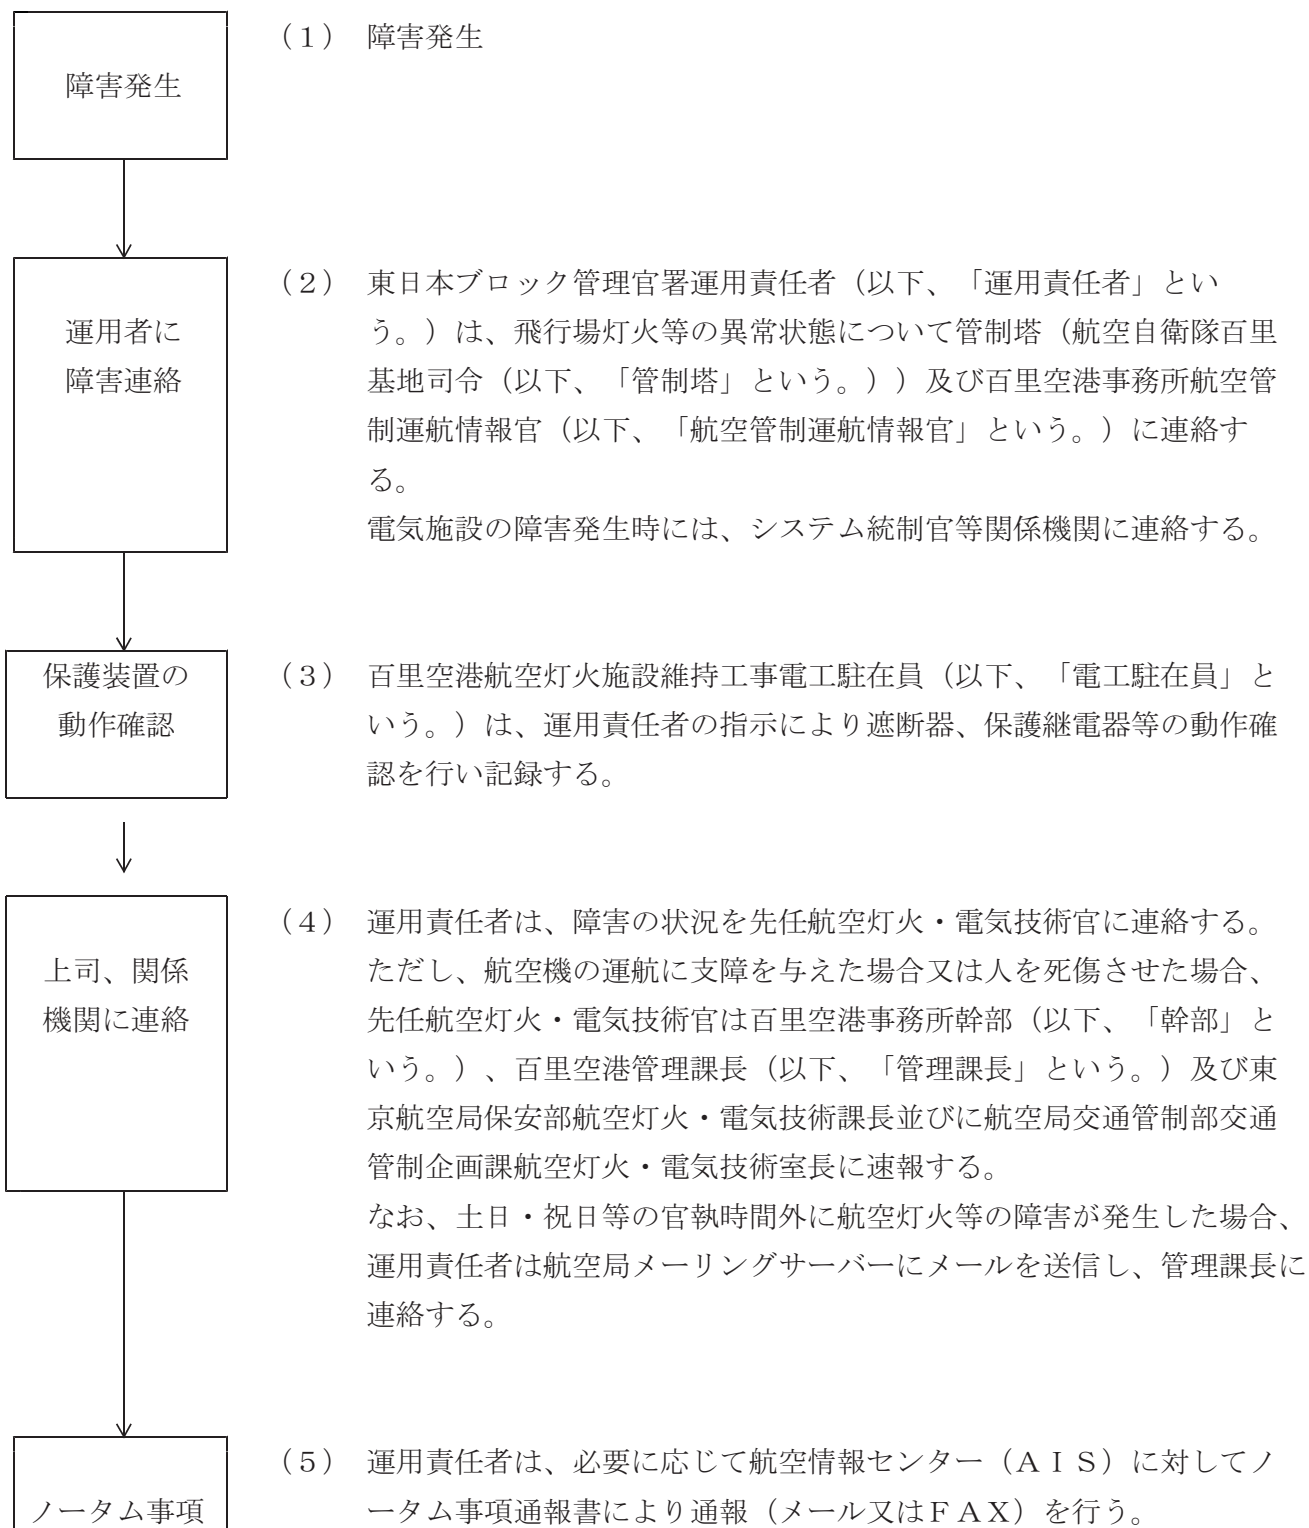 障害発生
（１） 障害発生
運用者に
障害連絡
（２） 東日本ブロック管理官署運用責任者（以下、「運用責任者」とい
う。）は、飛行場灯火等の異常状態について管制塔（航空自衛隊百里
基地司令（以下、「管制塔」という。））及び百里空港事務所航空管
制運航情報官（以下、「航空管制運航情報官」という。）に連絡す
る。
電気施設の障害発生時には、システム統制官等関係機関に連絡する。
保護装置の
動作確認
（３） 百里空港航空灯火施設維持工事電工駐在員（以下、「電工駐在員」と
いう。）は、運用責任者の指示により遮断器、保護継電器等の動作確
認を行い記録する。
上司、関係
機関に連絡
（４） 運用責任者は、障害の状況を先任航空灯火・電気技術官に連絡する。
ただし、航空機の運航に支障を与えた場合又は人を死傷させた場合、
先任航空灯火・電気技術官は百里空港事務所幹部（以下、「幹部」と
いう。）、百里空港管理課長（以下、「管理課長」という。）及び東
京航空局保安部航空灯火・電気技術課長並びに航空局交通管制部交通
管制企画課航空灯火・電気技術室長に速報する。
なお、土日・祝日等の官執時間外に航空灯火等の障害が発生した場合、
運用責任者は航空局メーリングサーバーにメールを送信し、管理課長に
連絡する。
ノータム事項
（５） 運用責任者は、必要に応じて航空情報センター（ＡＩＳ）に対してノ
ータム事項通報書により通報（メール又はＦＡＸ）を行う。